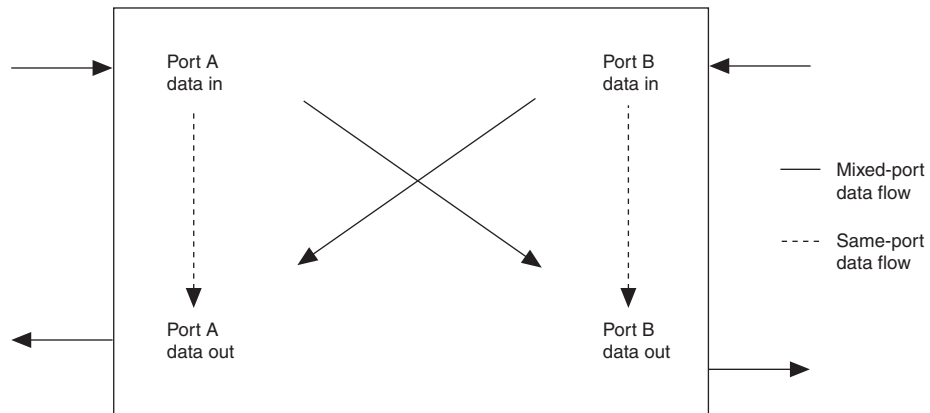 Port A
data in
Port B
data in
Mixed-port
data flow
Same-port
data flow
Port A
data out
Port B
data out